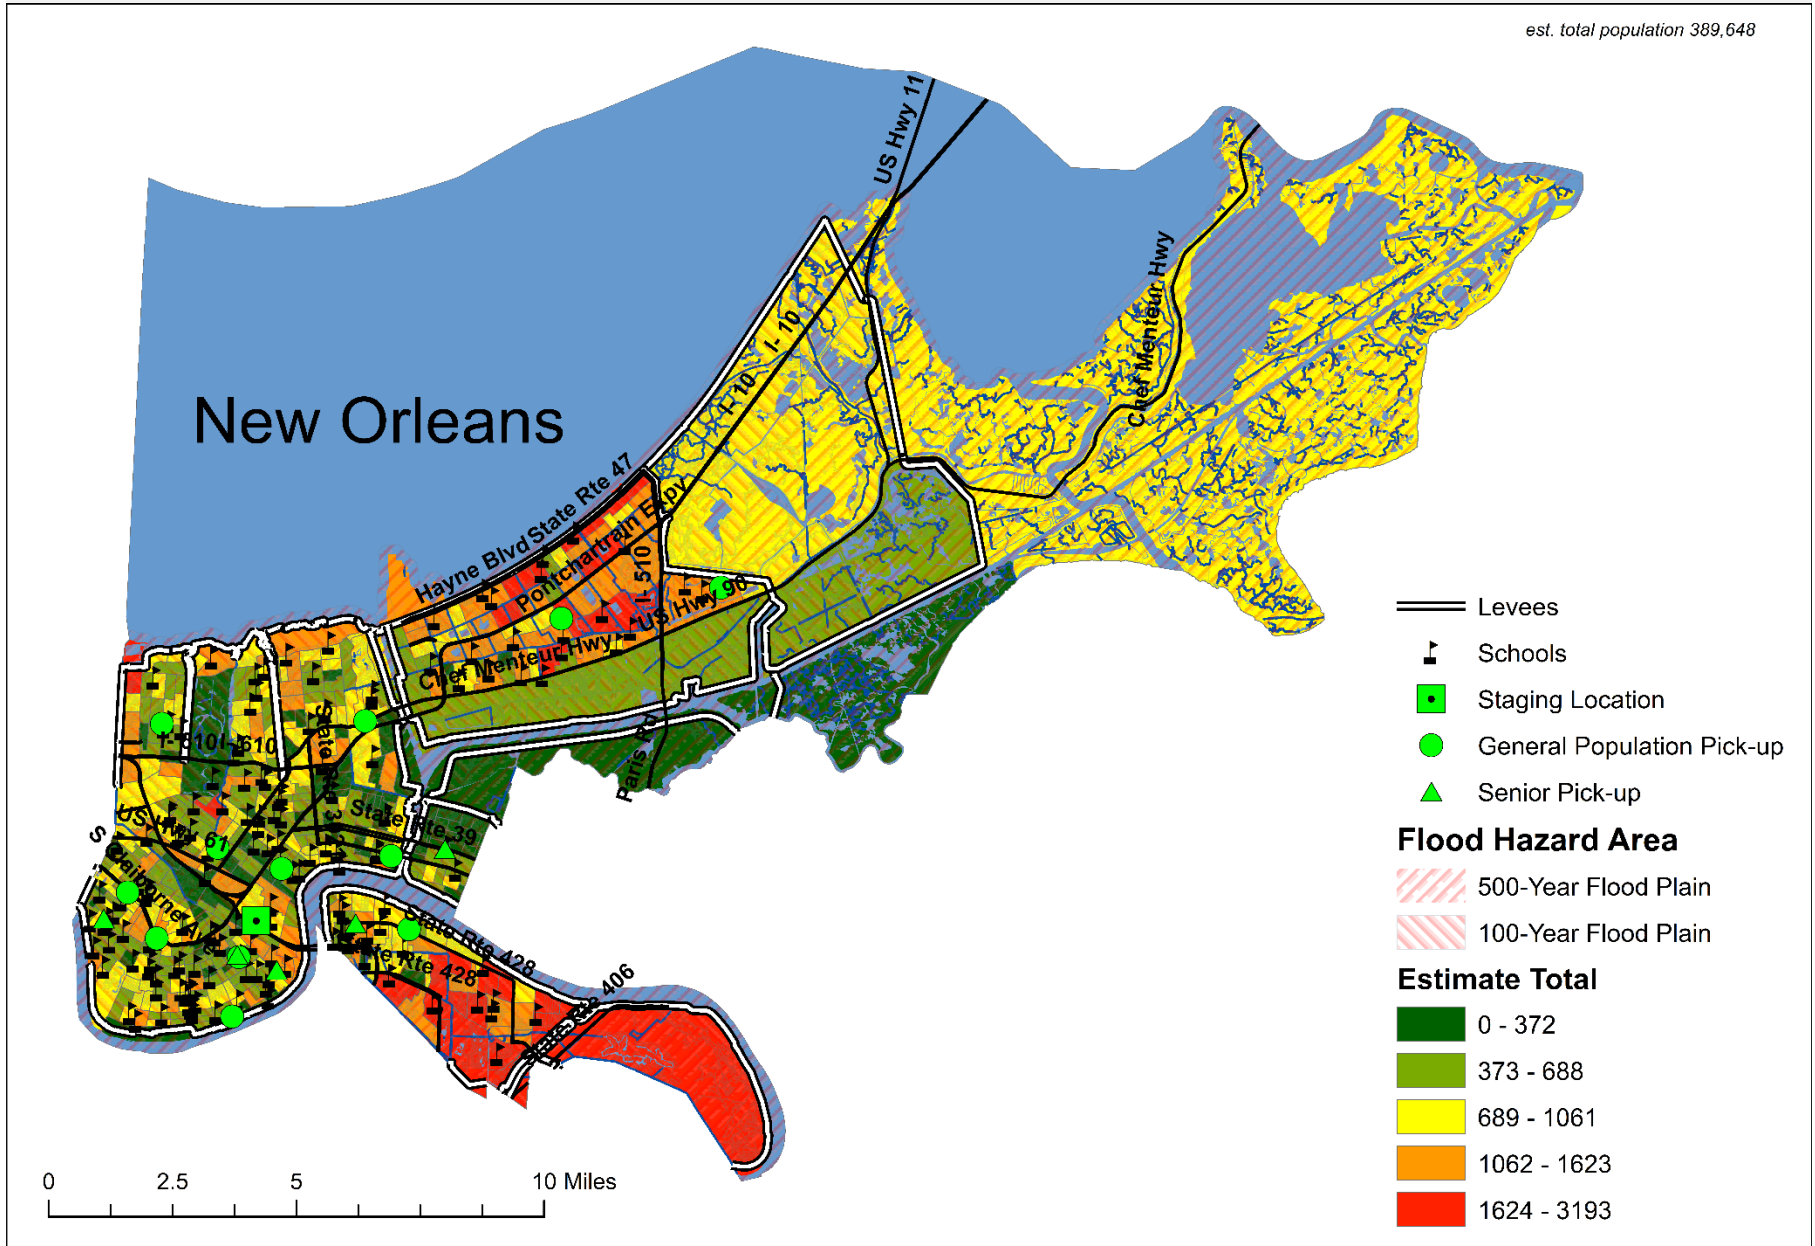 est. total population 389,648
US Hwy 11
Chef Menteur Hwy
I- 10
I- 10
New Orleans
Hayne Blvd
State Rte 47
Pontchartrain Expy
I- 510
US Hwy 90
Chef Menteur Hwy
I- 610
I- 610
Paris Rd
State Rte 39
US Hwy 61
S Claiborne Ave
State Rte 428
State Rte 428
State Rte 406
Levees
Schools
Staging Location
General Population Pick-up
Senior Pick-up
Flood Hazard Area
500-Year Flood Plain
100-Year Flood Plain
Estimate Total
0 - 372
373 - 688
689 - 1061
1062 - 1623
1624 - 3193
0 2.5 5 10 Miles